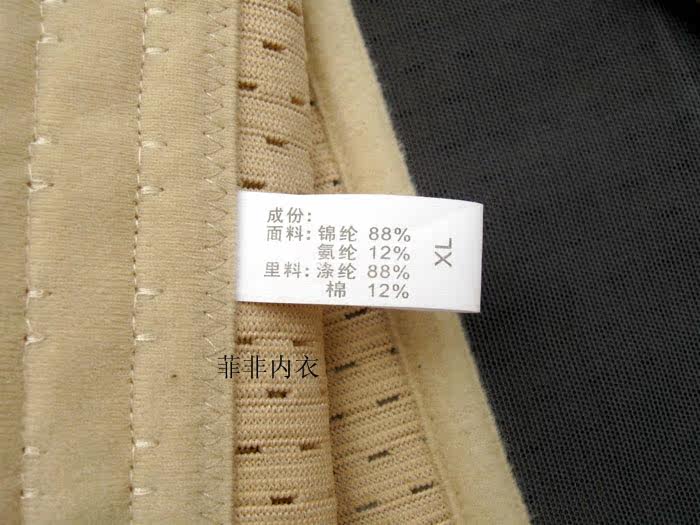 成份:
面料: 锦纶 88%
氨纶 12%
里料: 涤纶 88%
棉 12%
XL
菲菲内衣